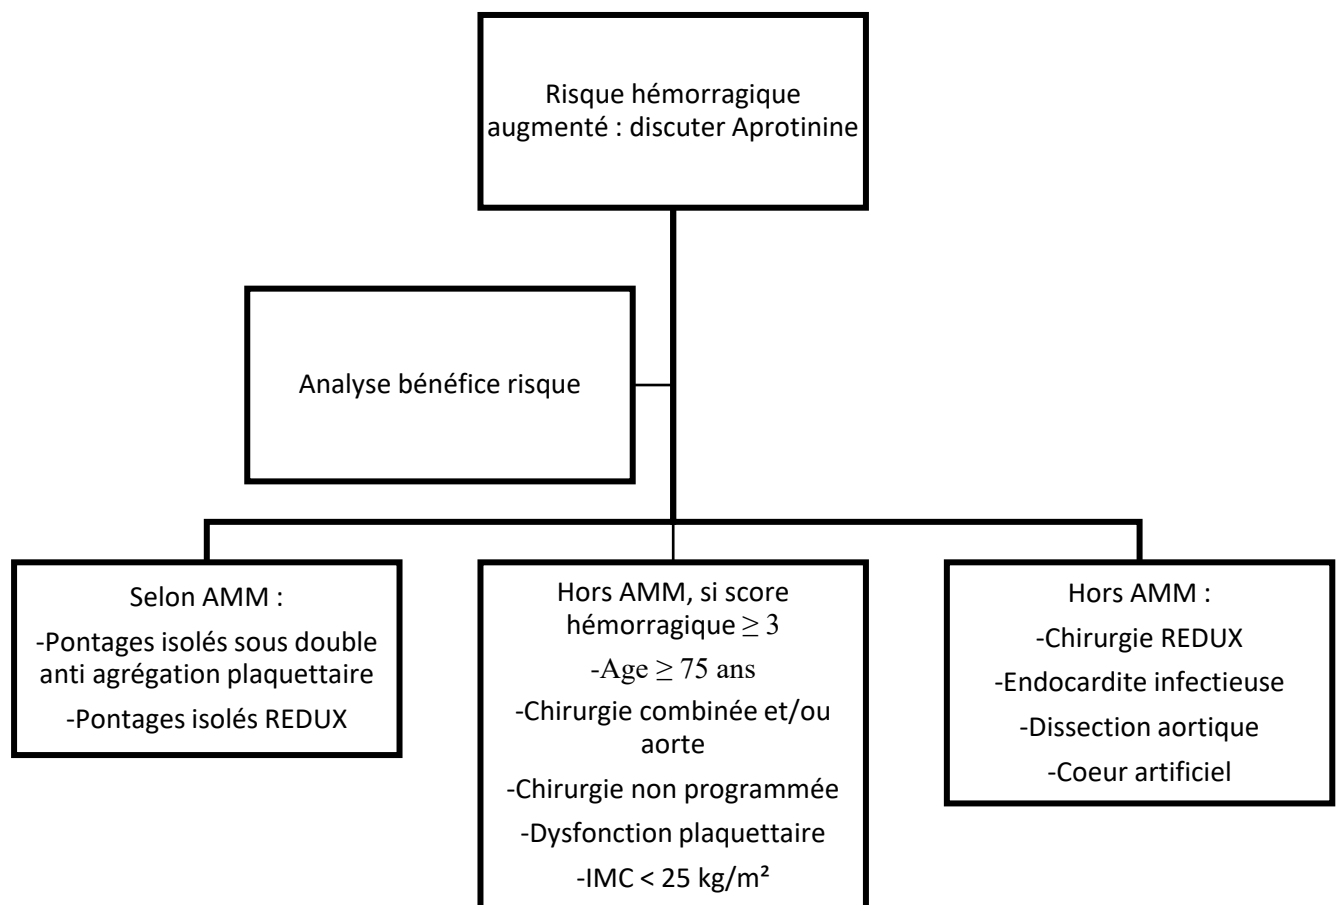 Risque hémorragique
augmenté : discuter Aprotinine
Analyse bénéfice risque
Selon AMM :
-Pontages isolés sous double
anti agrégation plaquettaire
-Pontages isolés REDUX
Hors AMM, si score
hémorragique ≥ 3
-Age ≥ 75 ans
-Chirurgie combinée et/ou
aorte
-Chirurgie non programmée
-Dysfonction plaquettaire
-IMC < 25 kg/m²
Hors AMM :
-Chirurgie REDUX
-Endocardite infectieuse
-Dissection aortique
-Coeur artificiel